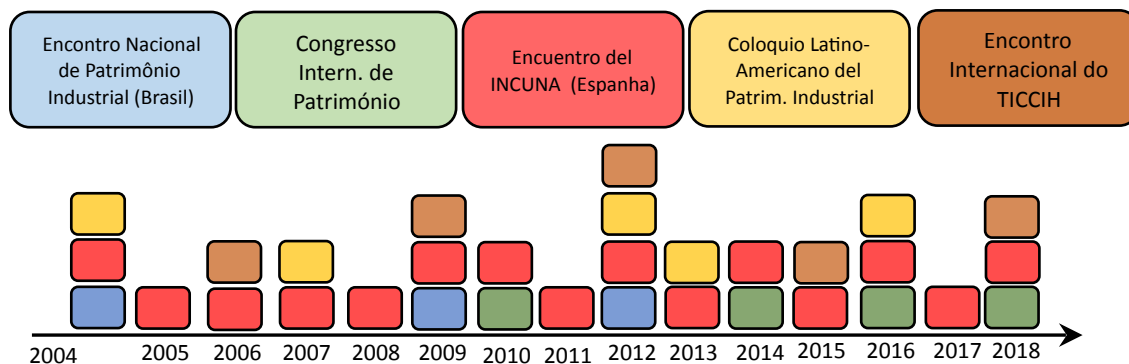 Encontro Nacional
de Patrimônio
Industrial (Brasil)
Congresso
Intern. de
Património
Encuentro del
INCUNA (Espanha)
Coloquio Latino-
Americano del
Patrim. Industrial
Encontro
Internacional do
TICCIH
2004 2005 2006 2007 2008 2009 2010 2011 2012 2013 2014 2015 2016 2017 2018